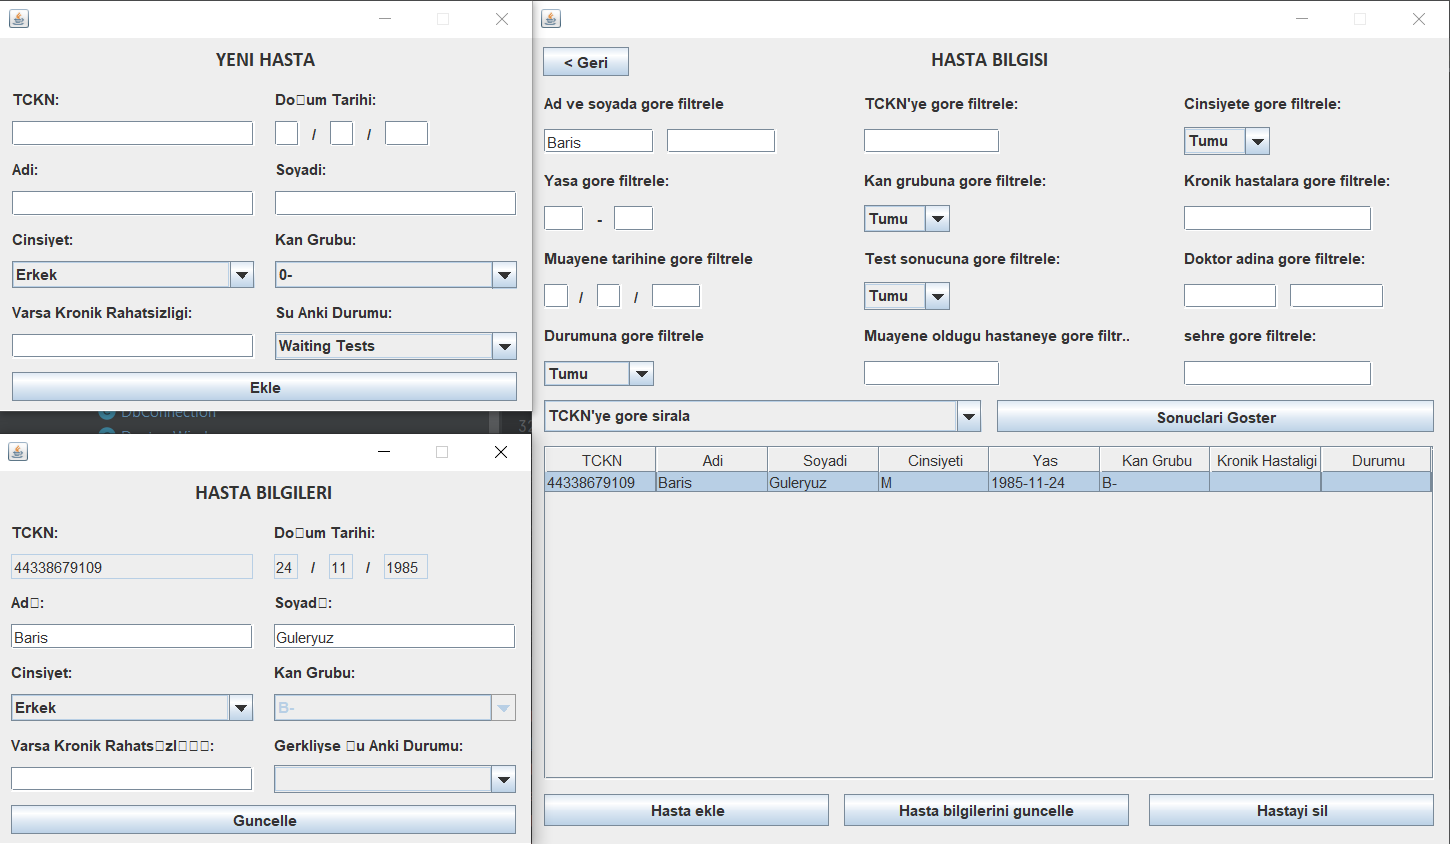 YENI HASTA
TCKN:
Do□um Tarihi:
/ /
Adi:
Soyadi:
Cinsiyet:
Kan Grubu:
Erkek
0-
Varsa Kronik Rahatsizligi:
Su Anki Durumu:
Waiting Tests
Ekle
DbConnection
32
HASTA BILGILERI
TCKN:
Do□um Tarihi:
44338679109
24 / 11 / 1985
Ad□:
Soyad□:
Baris
Guleryuz
Cinsiyet:
Kan Grubu:
Erkek
B-
Varsa Kronik Rahats□zl□□□:
Gerkliyse □u Anki Durumu:
Guncelle
< Geri
HASTA BILGISI
Ad ve soyada gore filtrele
TCKN'ye gore filtrele:
Cinsiyete gore filtrele:
Baris
Tumu
Yasa gore filtrele:
Kan grubuna gore filtrele:
Kronik hastalara gore filtrele:
-
Tumu
Muayene tarihine gore filtrele
Test sonucuna gore filtrele:
Doktor adina gore filtrele:
/ /
Tumu
Durumuna gore filtrele
Muayene oldugu hastaneye gore filtr..
sehre gore filtrele:
Tumu
TCKN'ye gore sirala
Sonuclari Goster
TCKN Adi Soyadi Cinsiyeti Yas Kan Grubu Kronik Hastaligi Durumu
44338679109 Baris Guleryuz M 1985-11-24 B-
Hasta ekle
Hasta bilgilerini guncelle
Hastayi sil